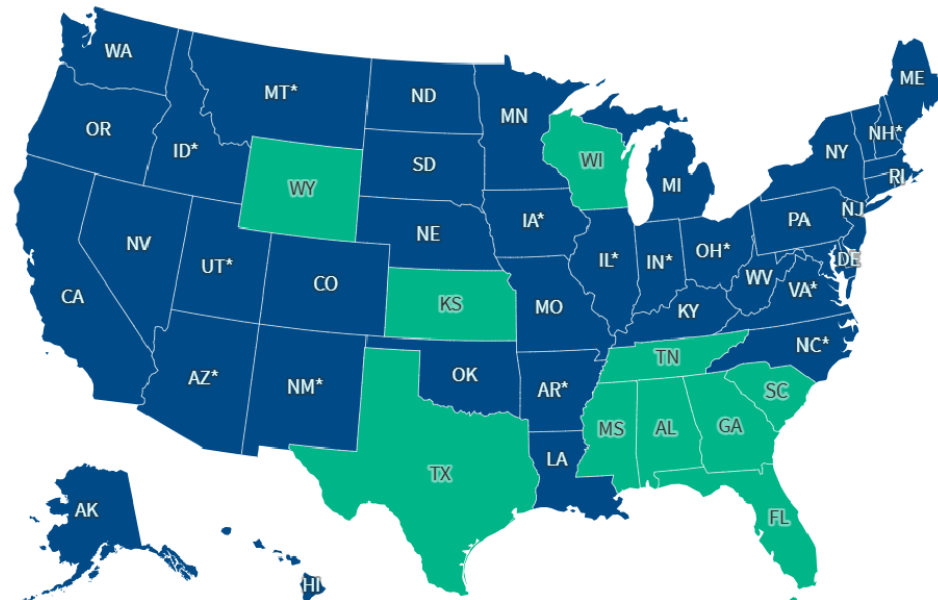 WA
ME
MT*
ND
MN
OR
NH*
ID*
WI
NY
SD
RI
WY
MI
NJ
IA*
PA
NE
NV
OH*
DE
IL*
IN*
UT*
WV
CO
VA*
CA
KS
MO
KY
NC*
TN
AZ*
NM*
OK
AR*
SC
MS
AL
GA
LA
TX
AK
FL
HI